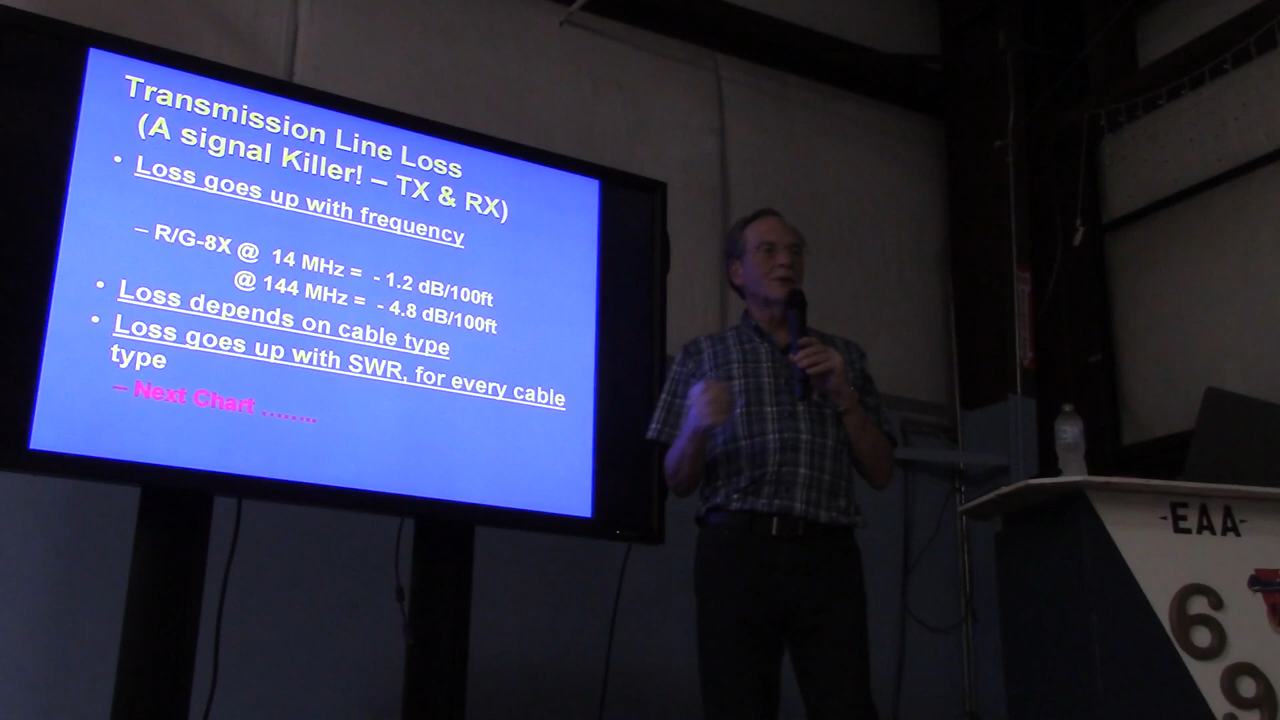 Transmission Line Loss
(A signal Killer! – TX & RX)
• Loss goes up with frequency
– R/G-8X @ 14 MHz = - 1.2 dB/100ft
@ 144 MHz = - 4.8 dB/100ft
• Loss depends on cable type
• Loss goes up with SWR, for every cable
type
– Next Chart ........
-EAA-
6
9